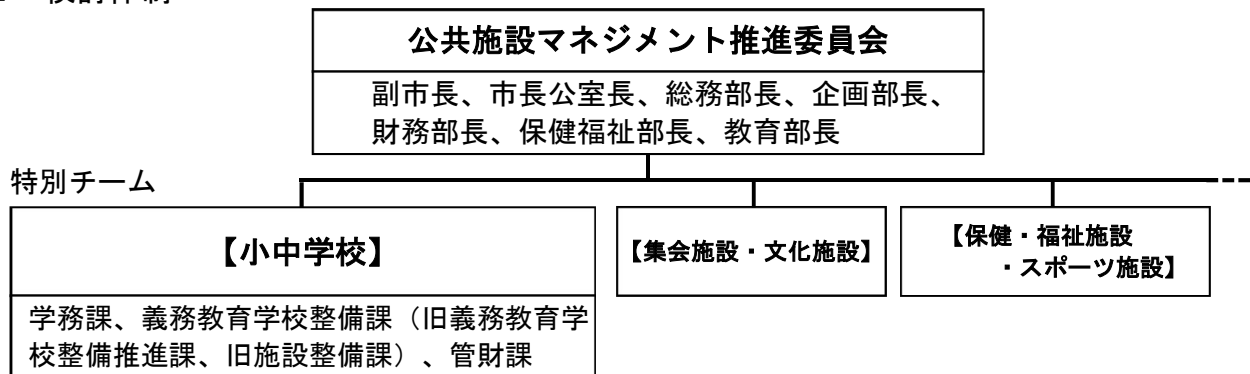 公共施設マネジメント推進委員会
副市長、市長公室長、総務部長、企画部長、
財務部長、保健福祉部長、教育部長
特別チーム
【小中学校】
学務課、義務教育学校整備課（旧義務教育学
校整備推進課、旧施設整備課）、管財課
【集会施設・文化施設】
【保健・福祉施設
・スポーツ施設】